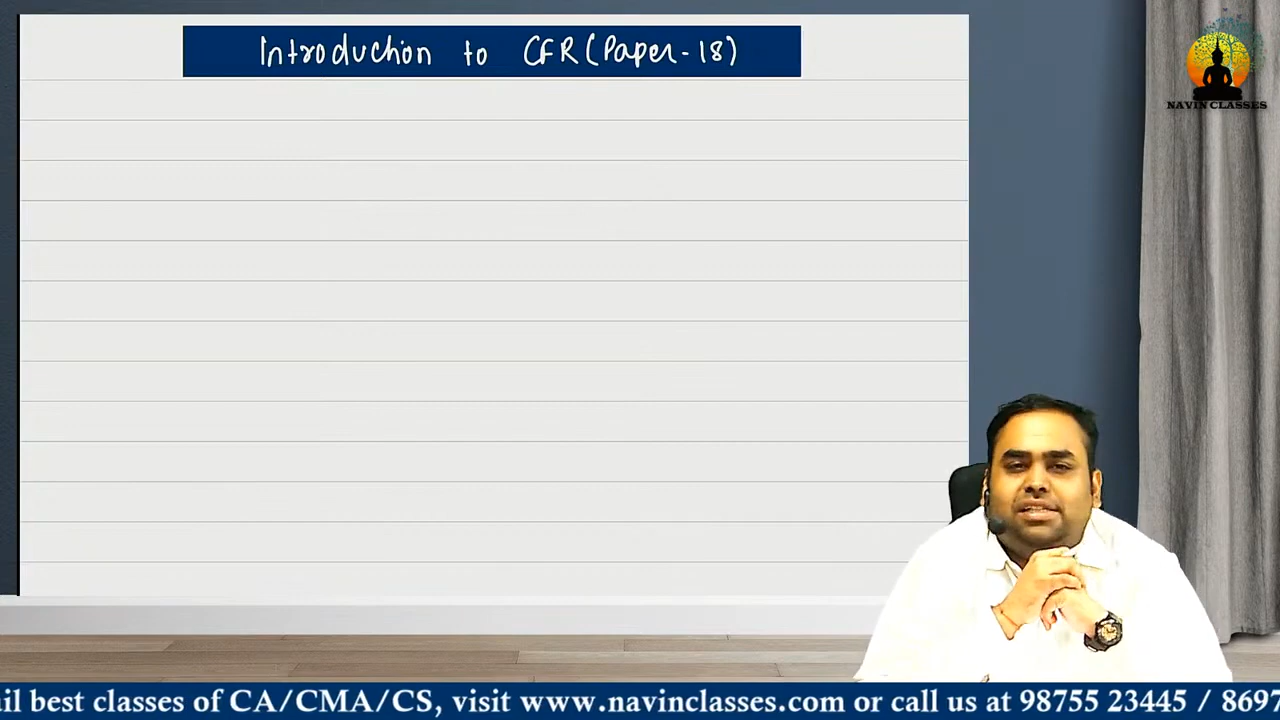 Introduction to CFR (Paper-18)
NAVIN CLASSES
ail best classes of CA/CMA/CS, visit www.navinclasses.com or call us at 98755 23445 / 8697